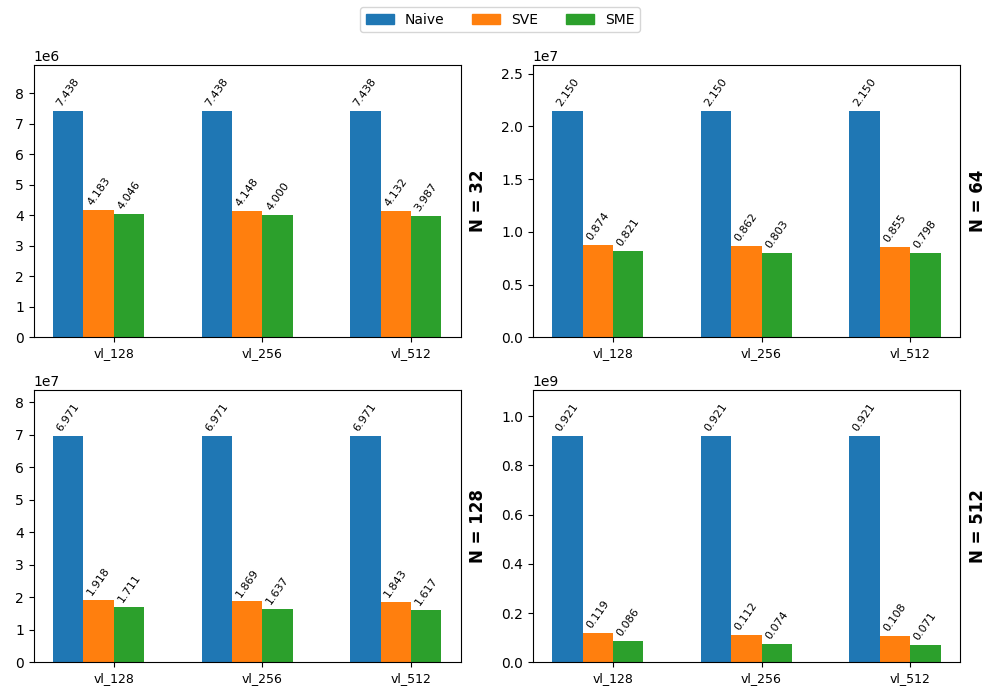 Naive SVE SME
1e6
8
7
6
5
4
3
2
1
0
7.438 4.183 4.046 7.438 4.148 4.000 7.438 4.132 3.987
vl_128 vl_256 vl_512
N = 32
1e7
2.5
2.0
1.5
1.0
0.5
0.0
2.150 0.874 0.821 2.150 0.862 0.803 2.150 0.855 0.798
vl_128 vl_256 vl_512
N = 64
1e7
8
7
6
5
4
3
2
1
0
6.971 1.918 1.711 6.971 1.869 1.637 6.971 1.843 1.617
vl_128 vl_256 vl_512
N = 128
1e9
1.0
0.8
0.6
0.4
0.2
0.0
0.921 0.119 0.086 0.921 0.112 0.074 0.921 0.108 0.071
vl_128 vl_256 vl_512
N = 512